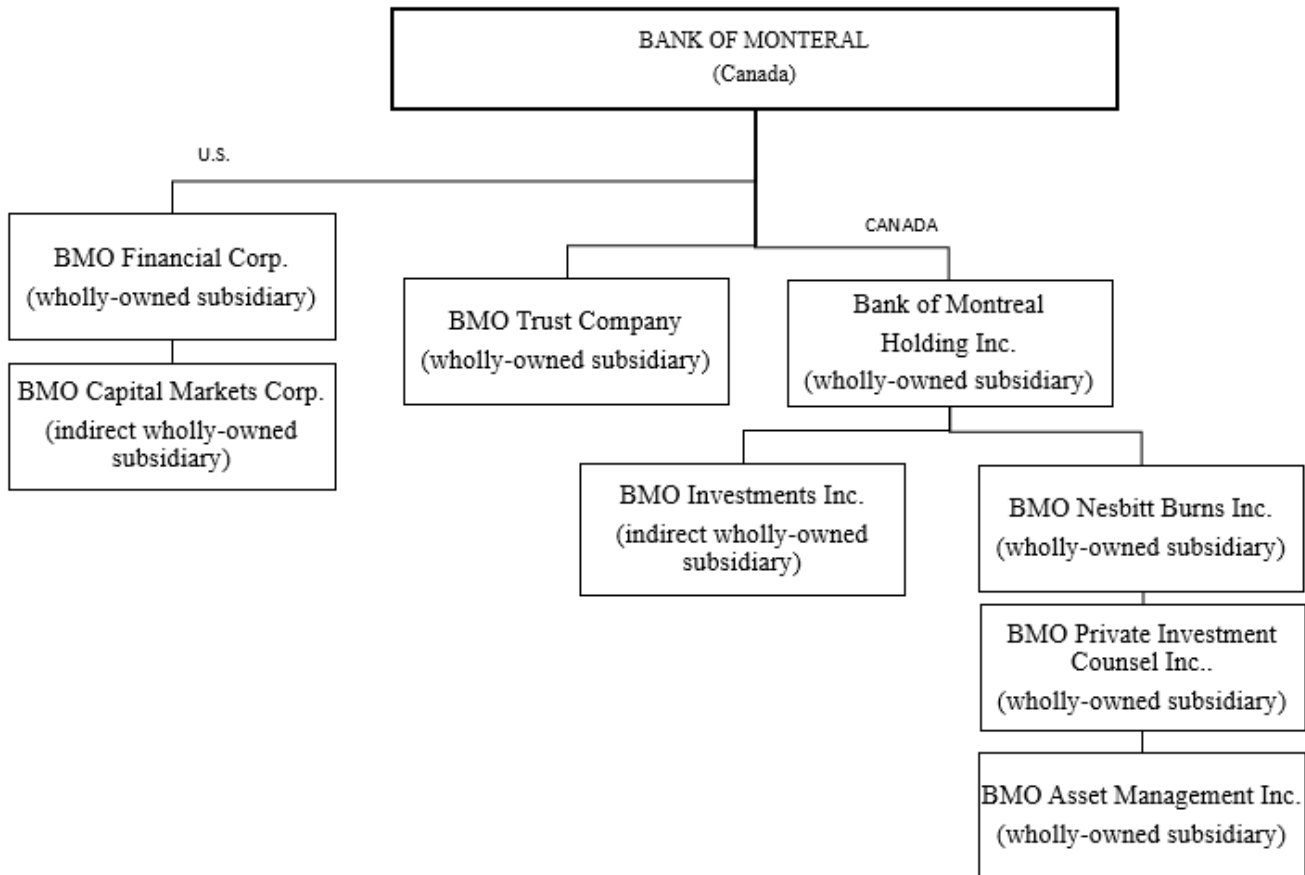 BANK OF MONTERAL
(Canada)
U.S.
CANADA
BMO Financial Corp.
(wholly-owned subsidiary)
BMO Trust Company
(wholly-owned subsidiary)
Bank of Montreal
Holding Inc.
(wholly-owned subsidiary)
BMO Capital Markets Corp.
(indirect wholly-owned
subsidiary)
BMO Investments Inc.
(indirect wholly-owned
subsidiary)
BMO Nesbitt Burns Inc.
(wholly-owned subsidiary)
BMO Private Investment
Counsel Inc..
(wholly-owned subsidiary)
BMO Asset Management Inc.
(wholly-owned subsidiary)